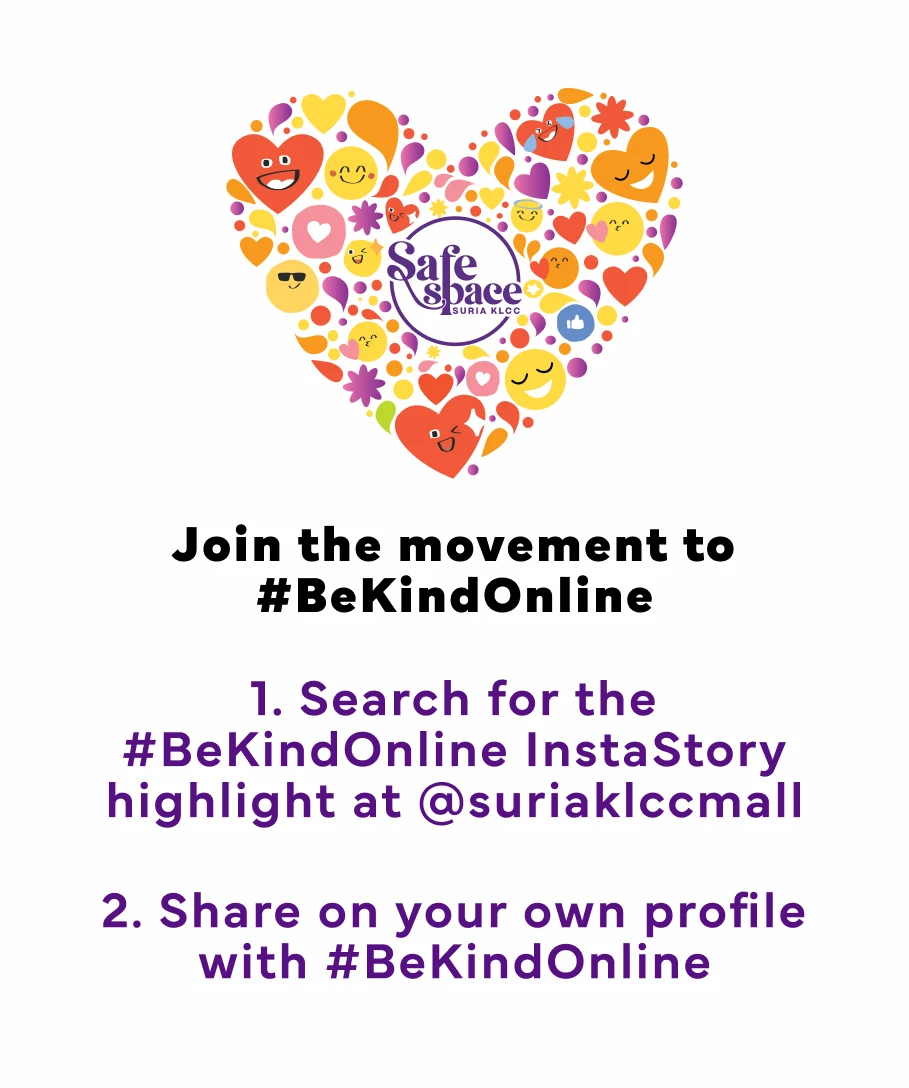 Safe
space
SURIA KLCC
Join the movement to
#BeKindOnline
1. Search for the
#BeKindOnline InstaStory
highlight at @suriaklccmall
2. Share on your own profile
with #BeKindOnline